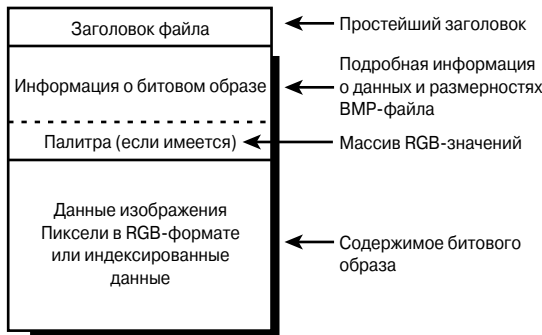 Заголовок файла
Простейший заголовок
Информация о битовом образе
Подробная информация
о данных и размерностях
BMP-файла
Палитра (если имеется)
Массив RGB-значений
Данные изображения
Пиксели в RGB-формате
или индексированные
данные
Содержимое битового
образа